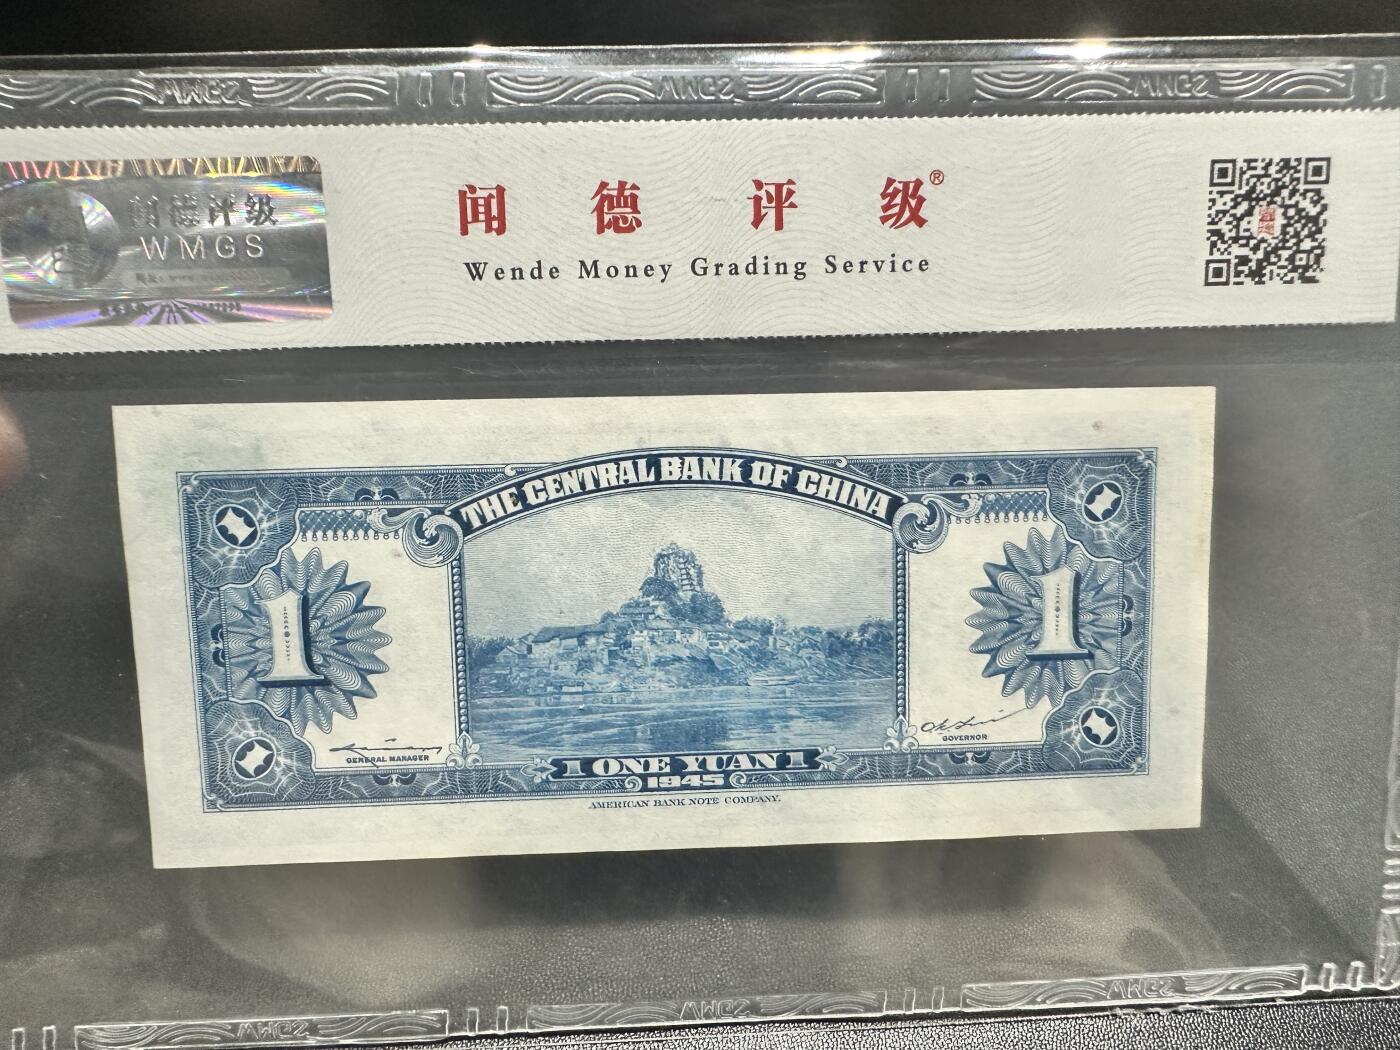 闻德评级
WMGS
闻德评级®
Wende Money Grading Service
THE CENTRAL BANK OF CHINA
1
1
GENERAL MANAGER
GOVERNOR
1 ONE YUAN 1
1945
AMERICAN BANK NOTE COMPANY.